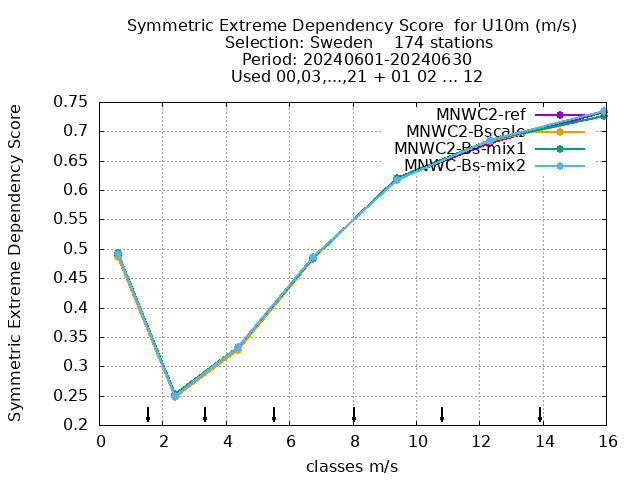 Symmetric Extreme Dependency Score  for U10m (m/s)
Selection: Sweden    174 stations
Period: 20240601-20240630
Used 00,03,...,21 + 01 02 ... 12
Symmetric Extreme Dependency Score
0.75
0.7
0.65
0.6
0.55
0.5
0.45
0.4
0.35
0.3
0.25
0.2
MNWC2-ref
MNWC2-Bscale
MNWC2-Bs-mix1
MNWC-Bs-mix2
0 2 4 6 8 10 12 14 16
classes m/s